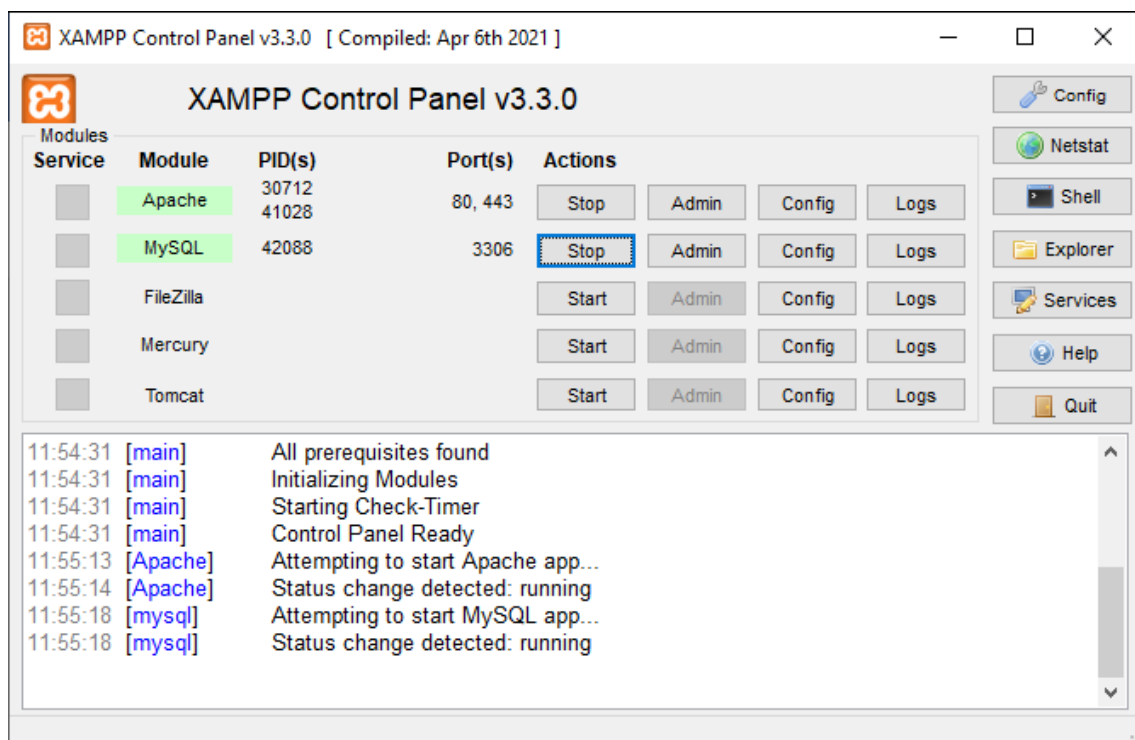 XAMPP Control Panel v3.3.0 [ Compiled: Apr 6th 2021 ]
XAMPP Control Panel v3.3.0
Config
Modules
Netstat
Service Module PID(s) Port(s) Actions
Apache 30712 41028 80, 443 Stop Admin Config Logs
Shell
MySQL 42088 3306 Stop Admin Config Logs
Explorer
FileZilla Start Admin Config Logs
Services
Mercury Start Admin Config Logs
Help
Tomcat Start Admin Config Logs
Quit
11:54:31 [main] All prerequisites found
11:54:31 [main] Initializing Modules
11:54:31 [main] Starting Check-Timer
11:54:31 [main] Control Panel Ready
11:55:13 [Apache] Attempting to start Apache app...
11:55:14 [Apache] Status change detected: running
11:55:18 [mysql] Attempting to start MySQL app...
11:55:18 [mysql] Status change detected: running